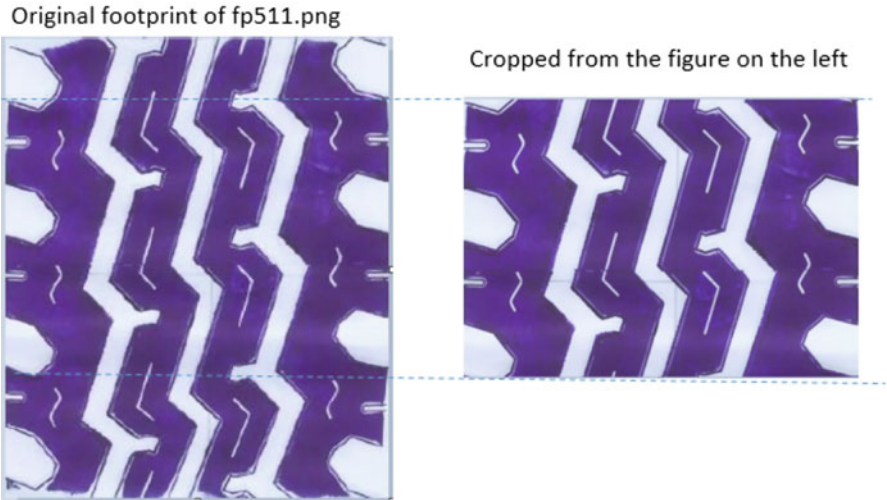 Original footprint of fp511.png
Cropped from the figure on the left